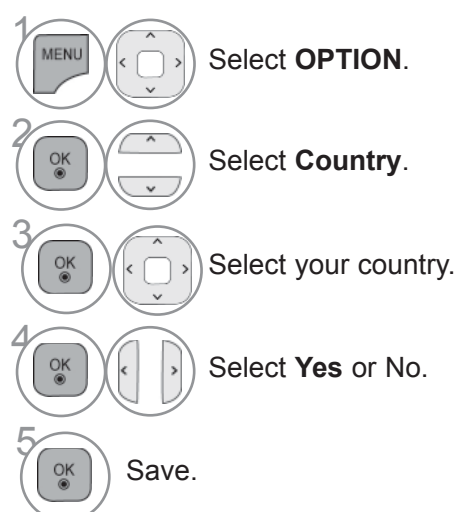 1 MENU Select OPTION.
2 OK Select Country.
3 OK Select your country.
4 OK Select Yes or No.
5 OK Save.